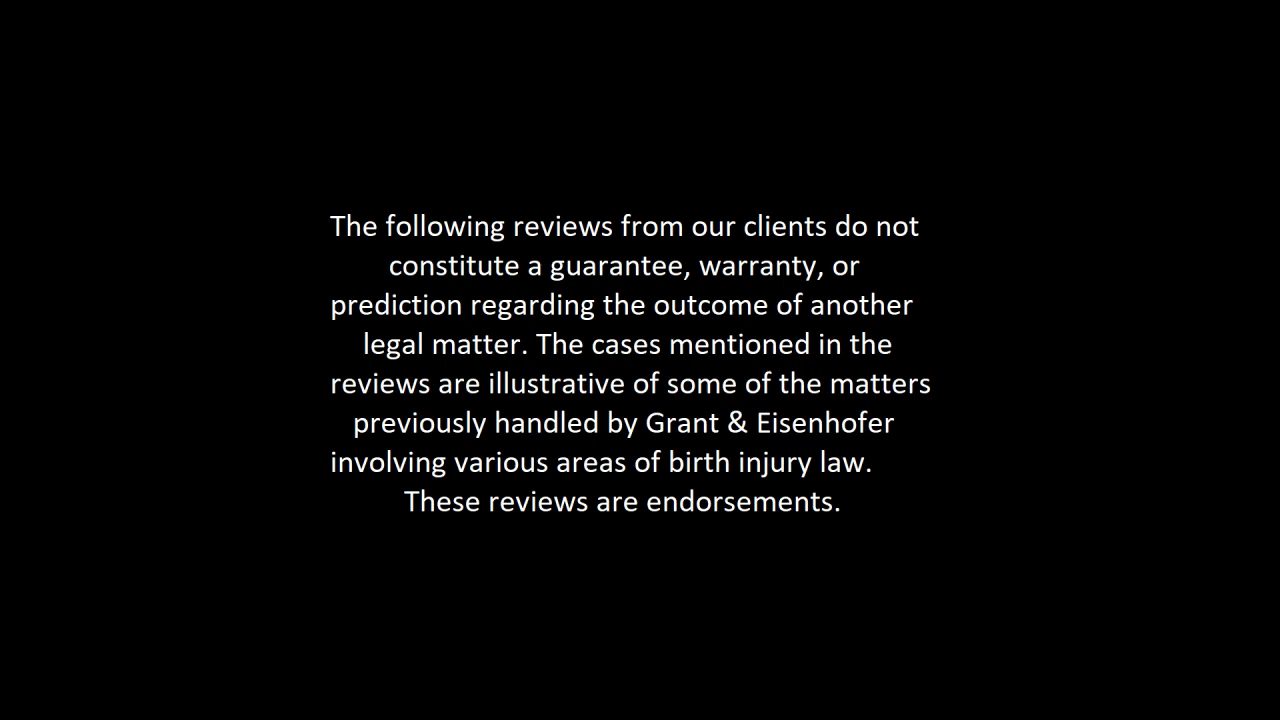 The following reviews from our clients do not
constitute a guarantee, warranty, or
prediction regarding the outcome of another
legal matter. The cases mentioned in the
reviews are illustrative of some of the matters
previously handled by Grant & Eisenhofer
involving various areas of birth injury law.
These reviews are endorsements.